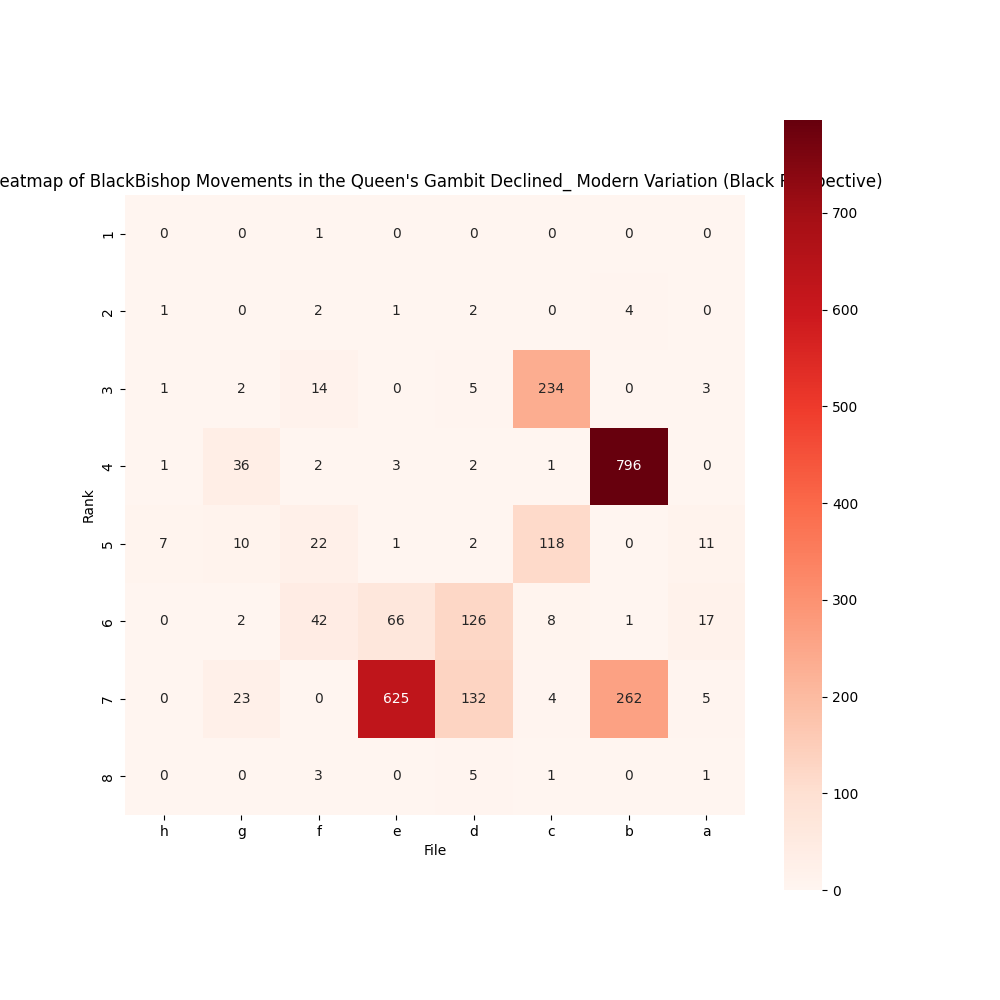 eatmap of BlackBishop Movements in the Queen's Gambit Declined_ Modern Variation (Black pective)
700
600
500
400
300
200
100
0
Rank
1 0 0 1 0 0 0 0 0
2 1 0 2 1 2 0 4 0
3 1 2 14 0 5 234 0 3
4 1 36 2 3 2 1 796 0
5 7 10 22 1 2 118 0 11
6 0 2 42 66 126 8 1 17
7 0 23 0 625 132 4 262 5
8 0 0 3 0 5 1 0 1
h g f e d c b a
File